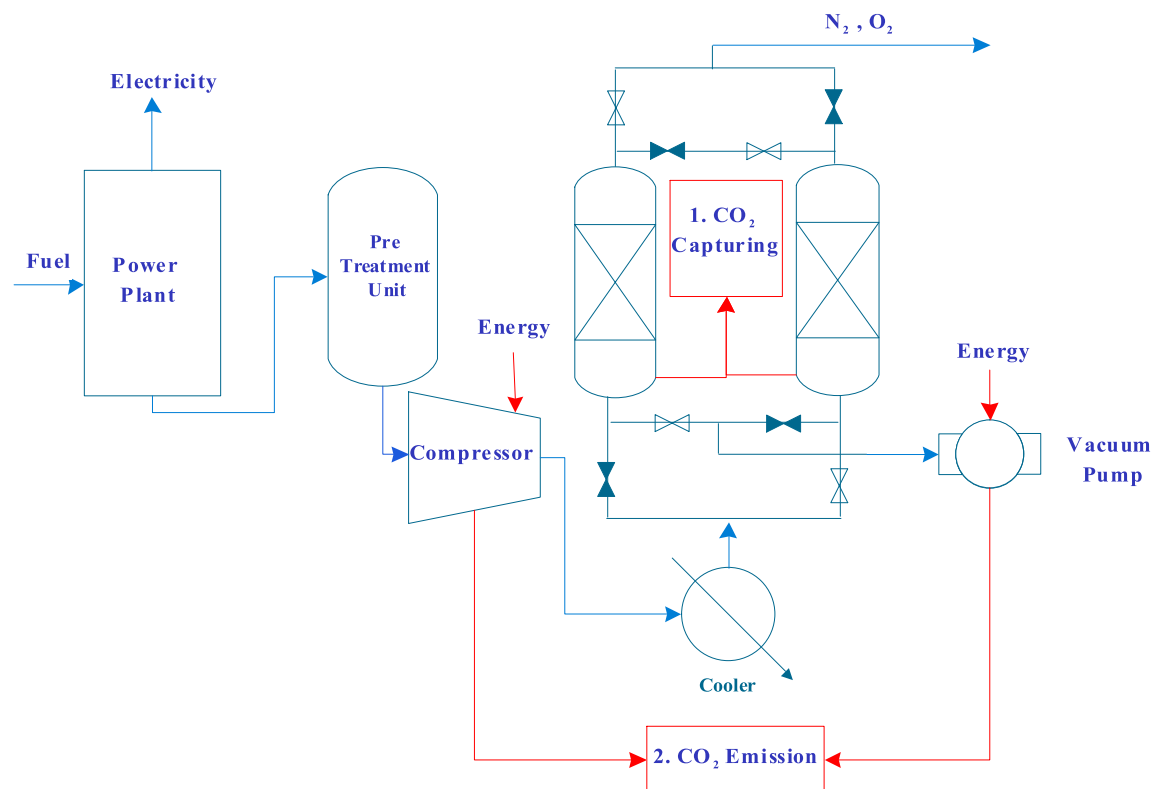 N₂ , O₂
Electricity
1. CO₂
Capturing
Pre
Treatment
Unit
Fuel
Power
Plant
Energy
Energy
Compressor
Vacuum
Pump
Cooler
2. CO₂ Emission